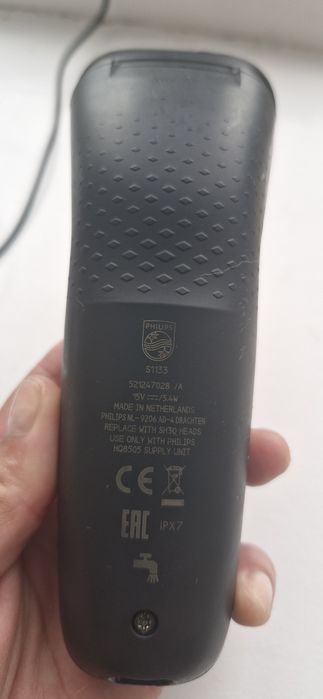 PHILIPS
S1133
521247028 /A
15V ⎓ /5.4W
MADE IN NETHERLANDS
PHILIPS NL-9206 AD-4 DRACHTEN
REPLACE WITH SH30 HEADS
USE ONLY WITH PHILIPS
HQ8505 SUPPLY UNIT
CE
EAC IPX7